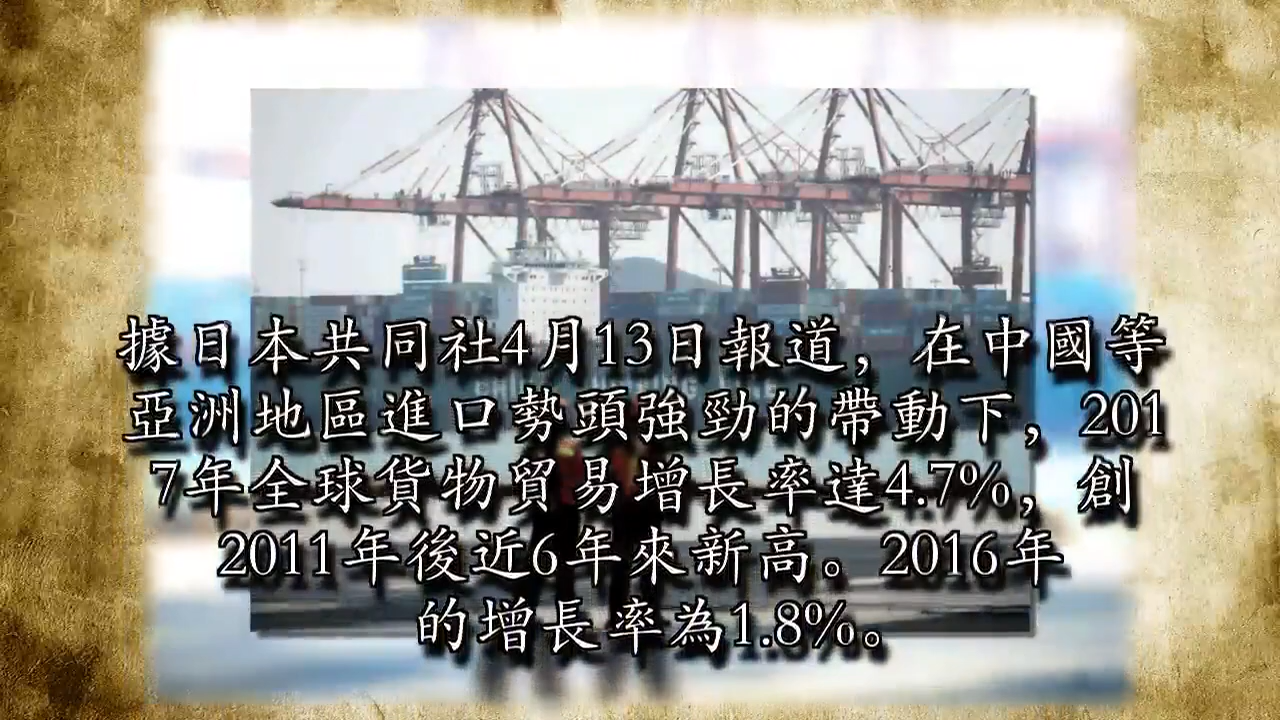 據日本共同社4月13日報道，在中國等
亞洲地區進口勢頭強勁的帶動下，201
7年全球貨物貿易增長率達4.7%，創
2011年後近6年來新高。2016年
的增長率為1.8%。